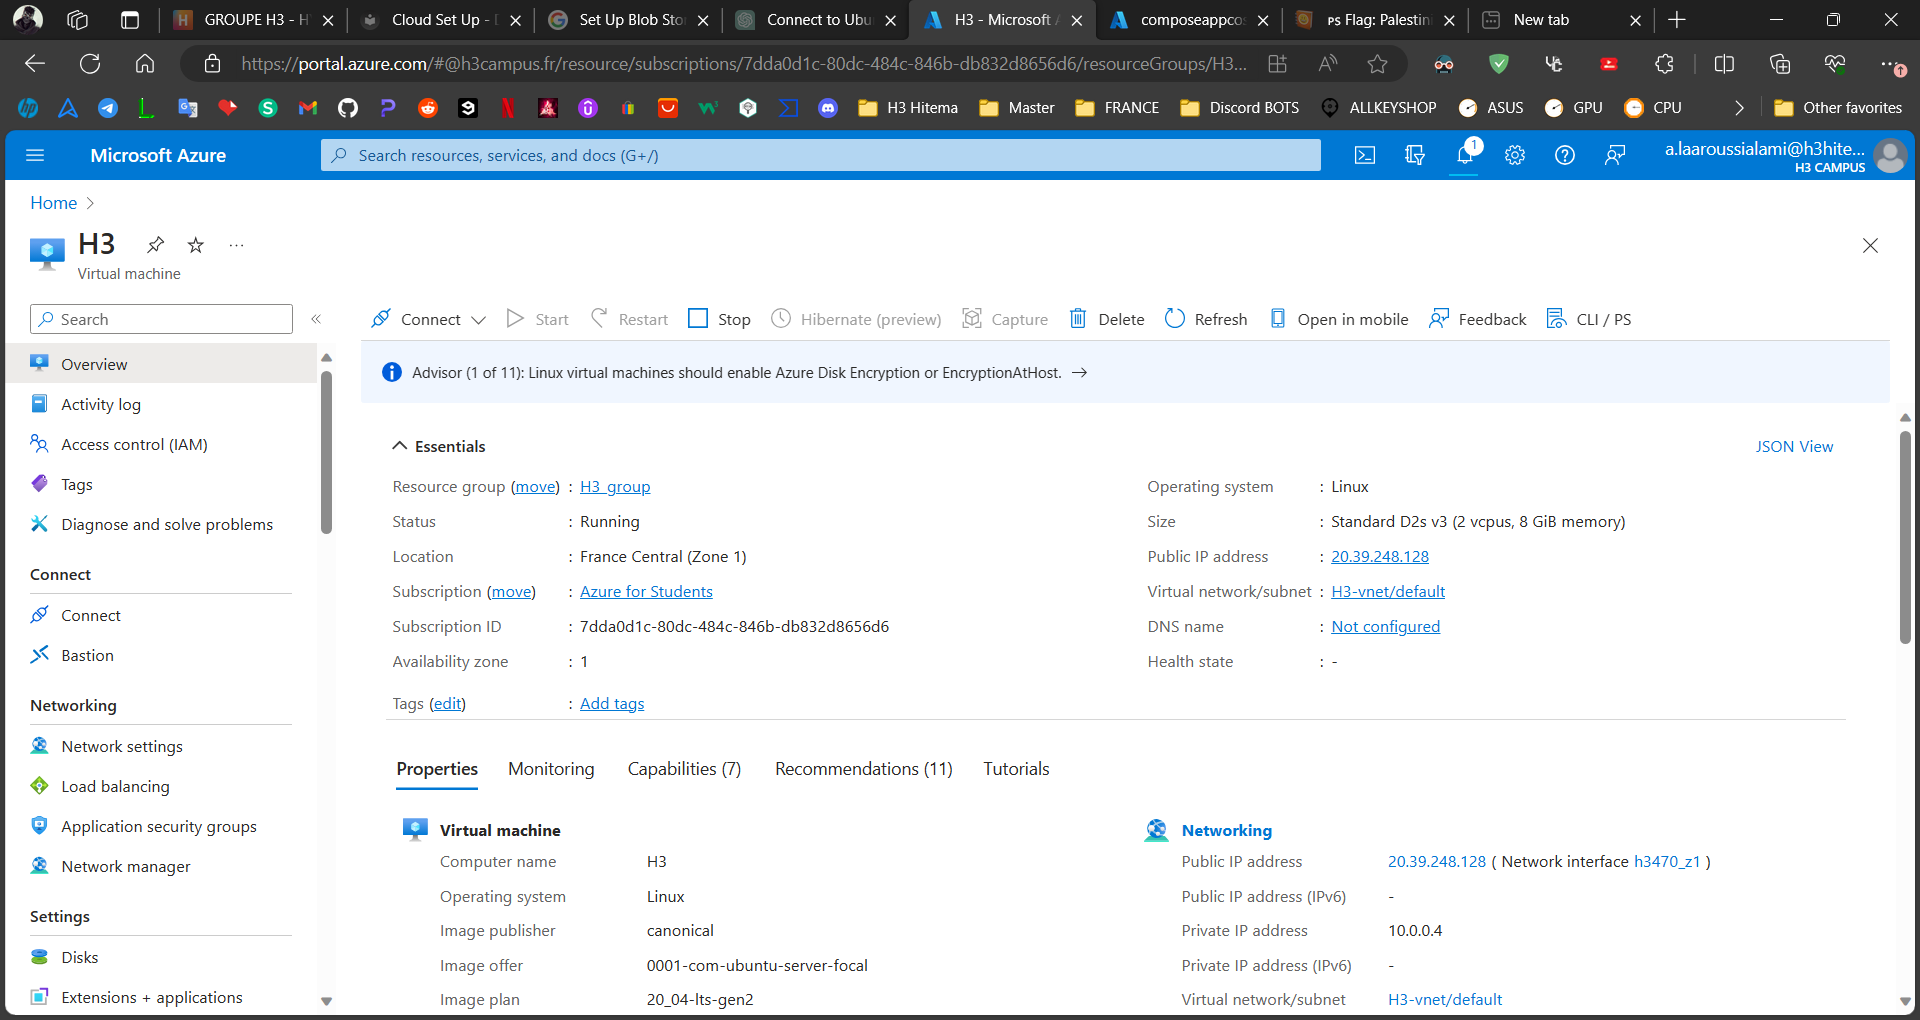 GROUPE H3 - H
Cloud Set Up -
Set Up Blob Sto
Connect to Ubu
H3 - Microsoft
composeappcos
PS Flag: Palestin
New tab
https://portal.azure.com/#@h3campus.fr/resource/subscriptions/7dda0d1c-80dc-484c-846b-db832d8656d6/resourceGroups/H3...
H3 Hitema
Master
FRANCE
Discord BOTS
ALLKEYSHOP
ASUS
GPU
CPU
Other favorites
Microsoft Azure
Search resources, services, and docs (G+/)
1
a.laaroussialami@h3hite...
H3 CAMPUS
Home >
H3
Virtual machine
Search
«
Connect
Start
Restart
Stop
Hibernate (preview)
Capture
Delete
Refresh
Open in mobile
Feedback
CLI / PS
Overview
Activity log
Access control (IAM)
Tags
Diagnose and solve problems
Connect
Connect
Bastion
Networking
Network settings
Load balancing
Application security groups
Network manager
Settings
Disks
Extensions + applications
Advisor (1 of 11): Linux virtual machines should enable Azure Disk Encryption or EncryptionAtHost. →
Essentials
JSON View
Resource group (move) : H3_group
Status : Running
Location : France Central (Zone 1)
Subscription (move) : Azure for Students
Subscription ID : 7dda0d1c-80dc-484c-846b-db832d8656d6
Availability zone : 1
Tags (edit) : Add tags
Operating system : Linux
Size : Standard D2s v3 (2 vcpus, 8 GiB memory)
Public IP address : 20.39.248.128
Virtual network/subnet : H3-vnet/default
DNS name : Not configured
Health state : -
Properties
Monitoring
Capabilities (7)
Recommendations (11)
Tutorials
Virtual machine
Computer name H3
Operating system Linux
Image publisher canonical
Image offer 0001-com-ubuntu-server-focal
Image plan 20_04-lts-gen2
Networking
Public IP address 20.39.248.128 ( Network interface h3470_z1 )
Public IP address (IPv6) -
Private IP address 10.0.0.4
Private IP address (IPv6) -
Virtual network/subnet H3-vnet/default